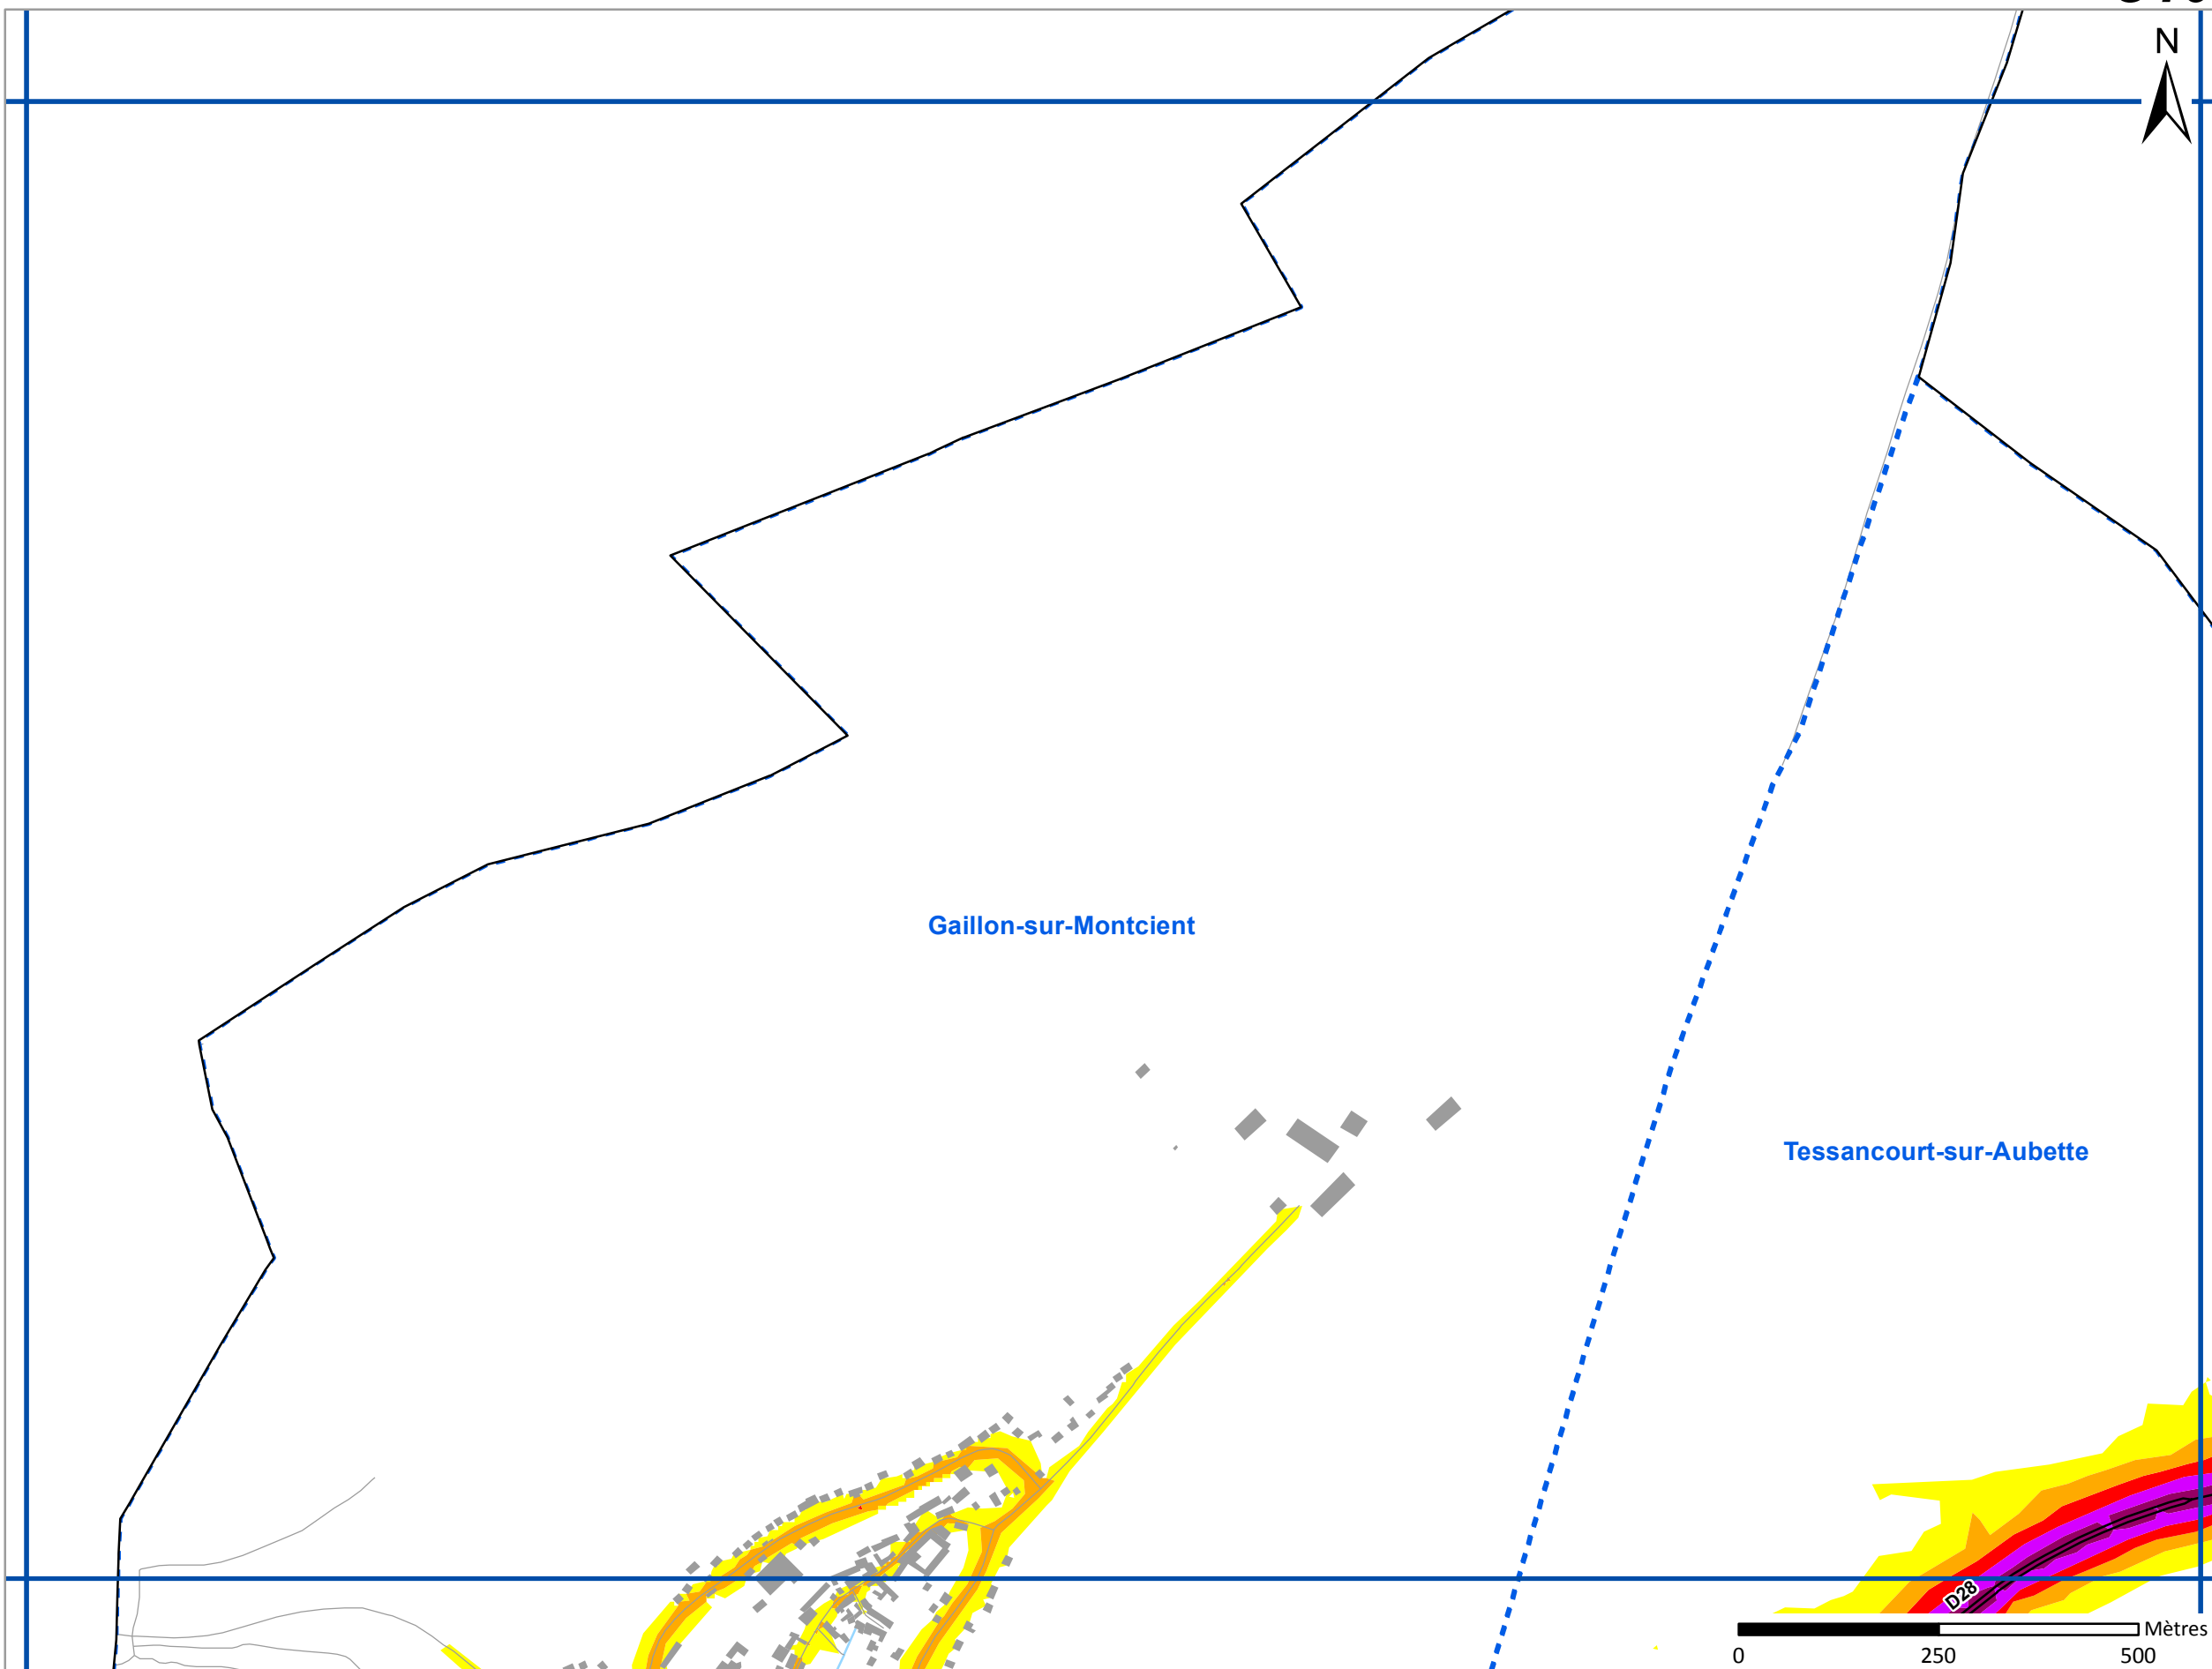 N
Gaillon-sur-Montcient
Tessancourt-sur-Aubette
D28
Mètres
0 250 500